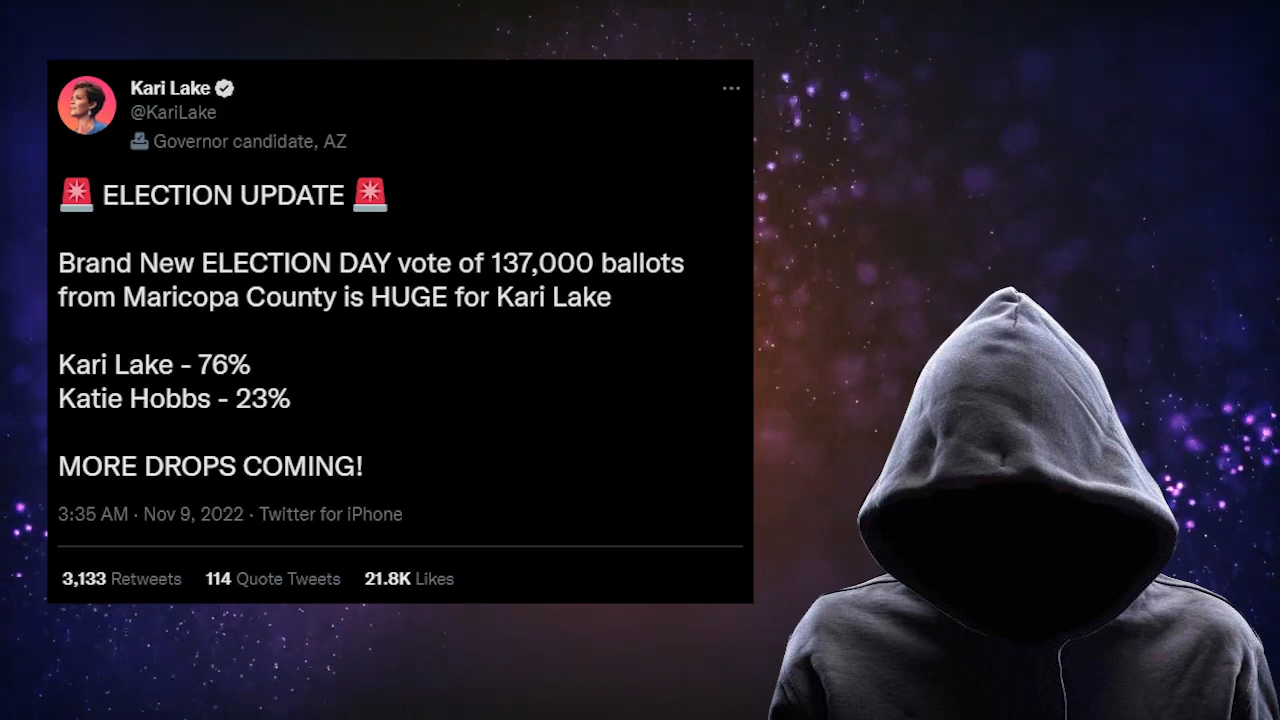 Kari Lake
@KariLake
Governor candidate, AZ
🚨 ELECTION UPDATE 🚨
Brand New ELECTION DAY vote of 137,000 ballots
from Maricopa County is HUGE for Kari Lake
Kari Lake - 76%
Katie Hobbs - 23%
MORE DROPS COMING!
3:35 AM · Nov 9, 2022 · Twitter for iPhone
3,133 Retweets 114 Quote Tweets 21.8K Likes